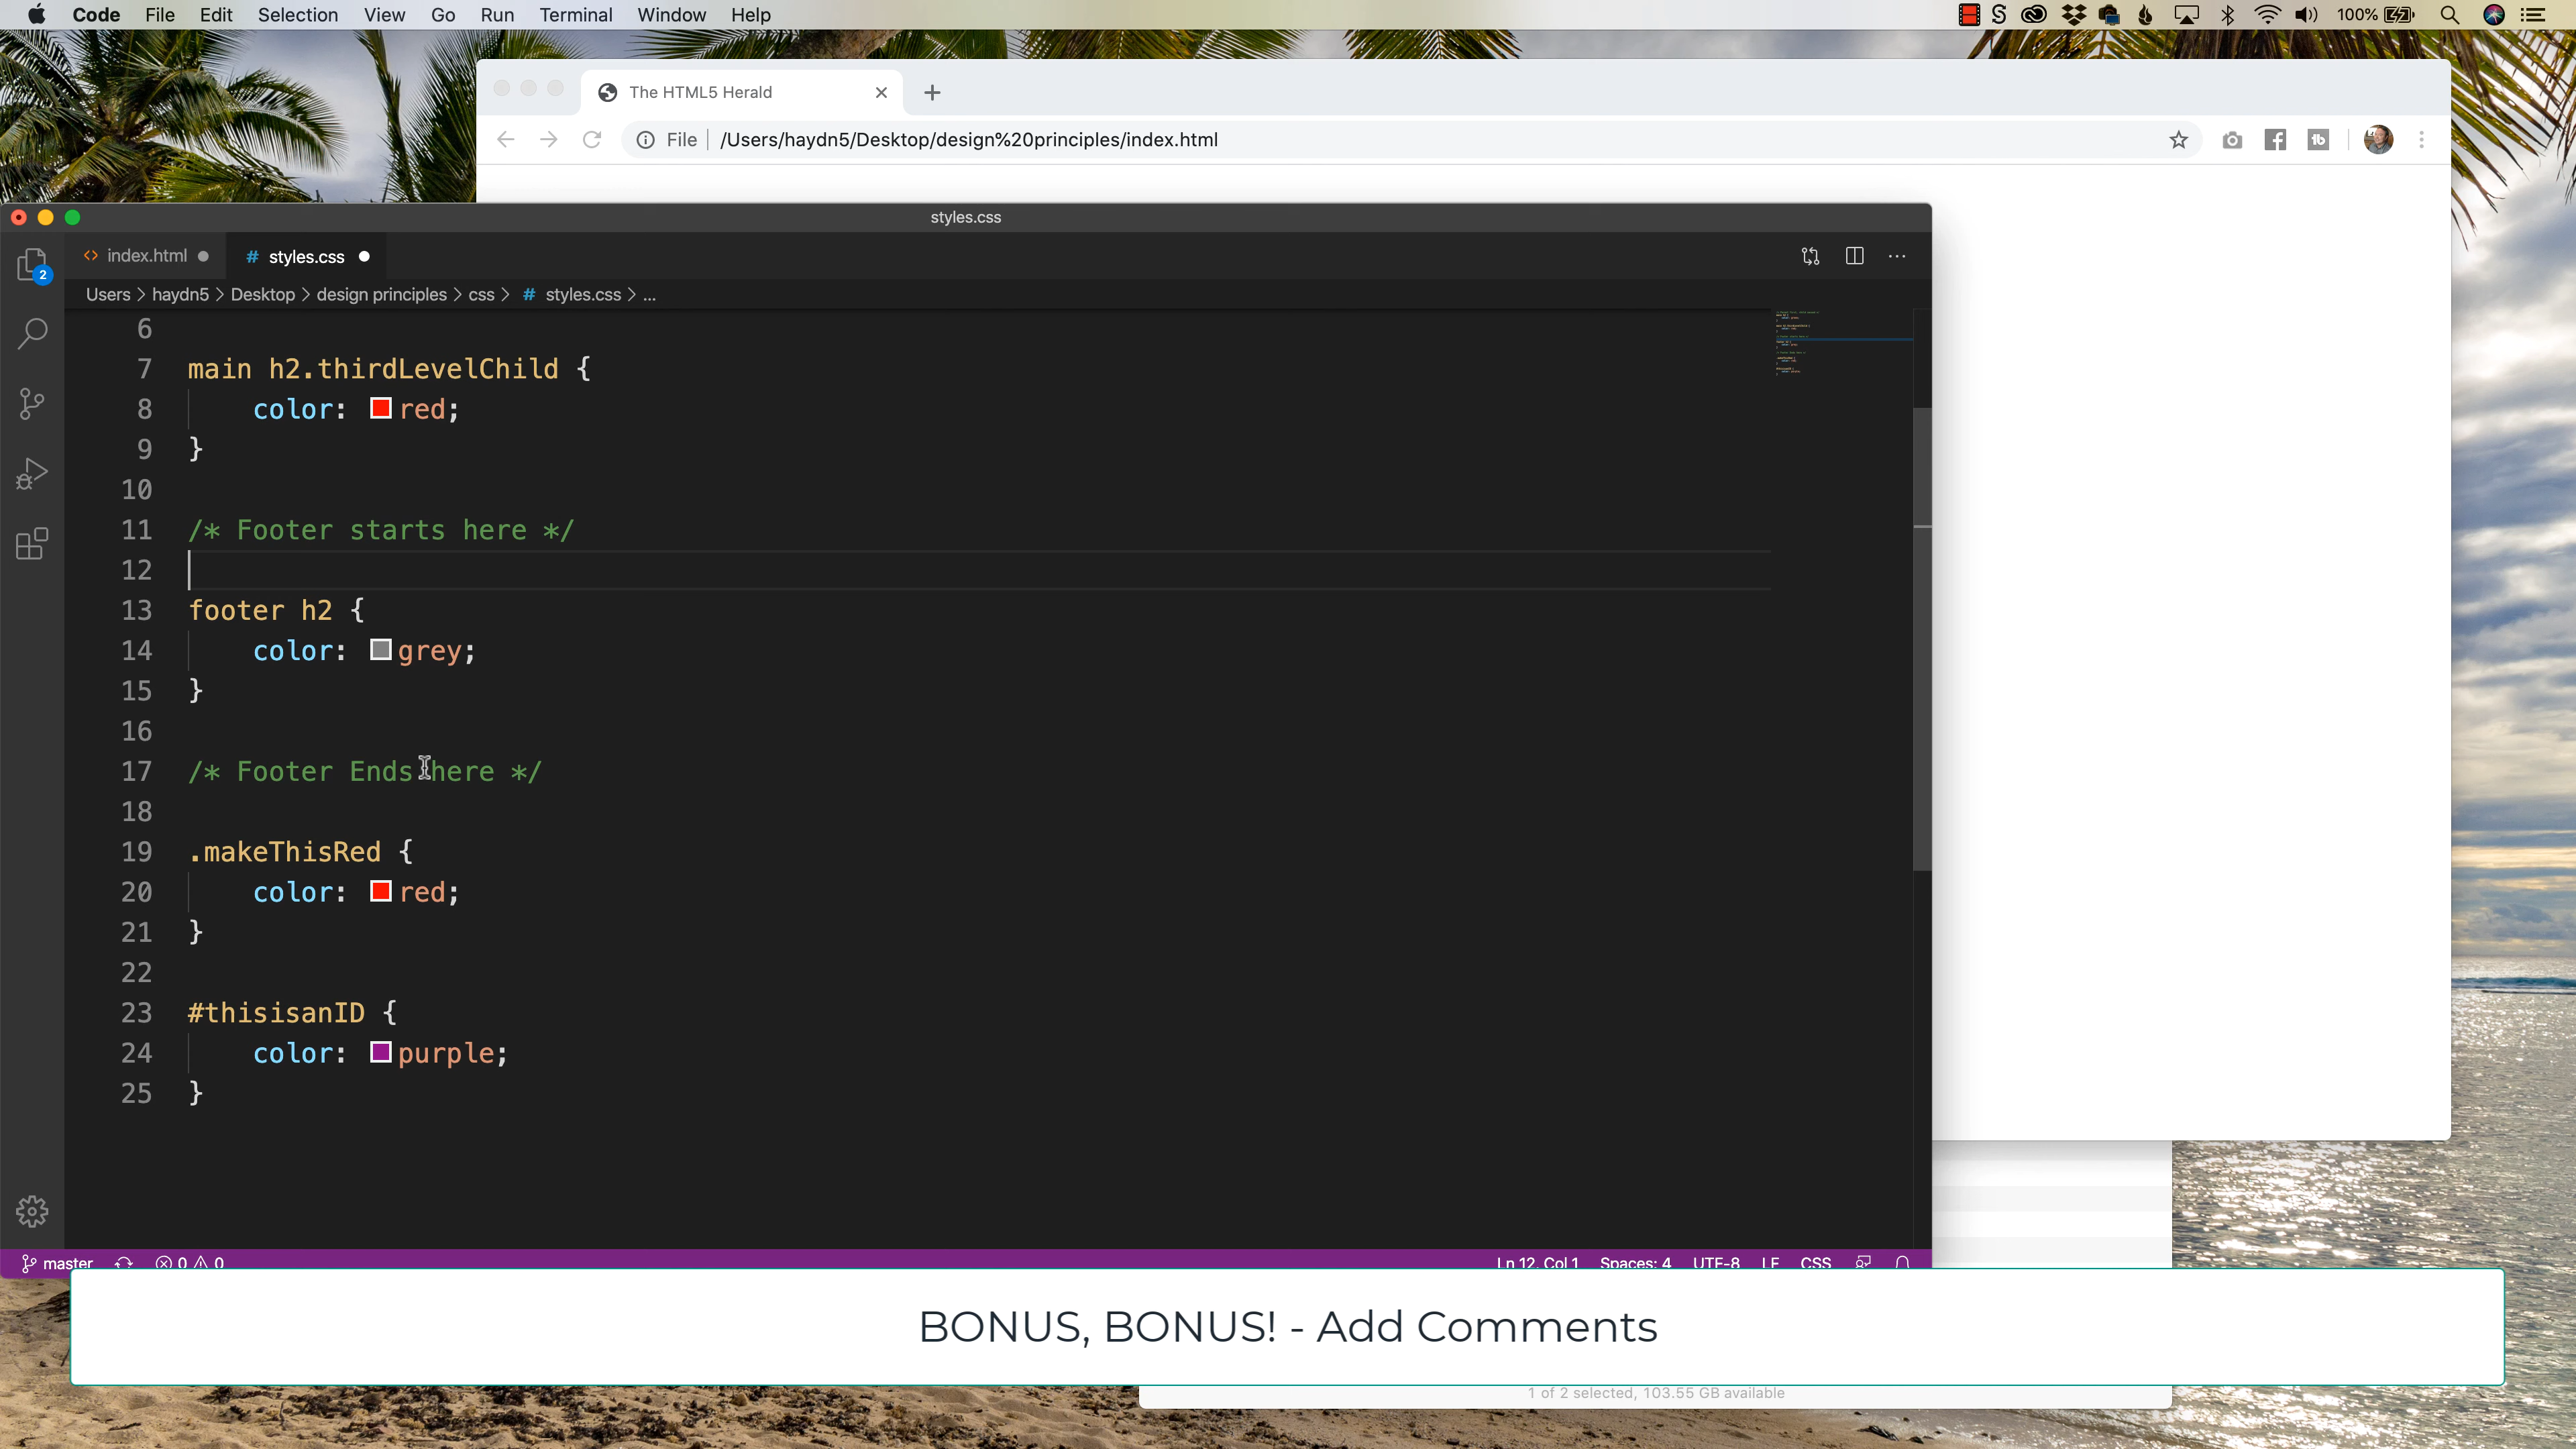 Code File Edit Selection View Go Run Terminal Window Help
100%
The HTML5 Herald
File /Users/haydn5/Desktop/design%20principles/index.html
styles.css
index.html
# styles.css
2
Users > haydn5 > Desktop > design principles > css > # styles.css > ...
6
7 main h2.thirdLevelChild {
8 color: red;
9 }
10
11 /* Footer starts here */
12
13 footer h2 {
14 color: grey;
15 }
16
17 /* Footer Ends here */
18
19 .makeThisRed {
20 color: red;
21 }
22
23 #thisisanID {
24 color: purple;
25 }
master 0 0 Ln 12, Col 1 Spaces: 4 UTF-8 LF CSS
BONUS, BONUS! - Add Comments
1 of 2 selected, 103.55 GB available